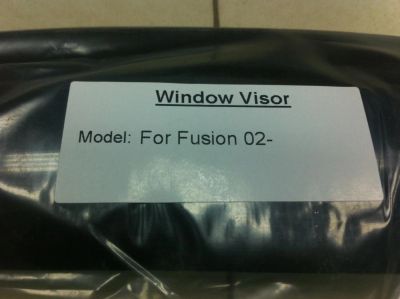 Window Visor
Model: For Fusion 02-